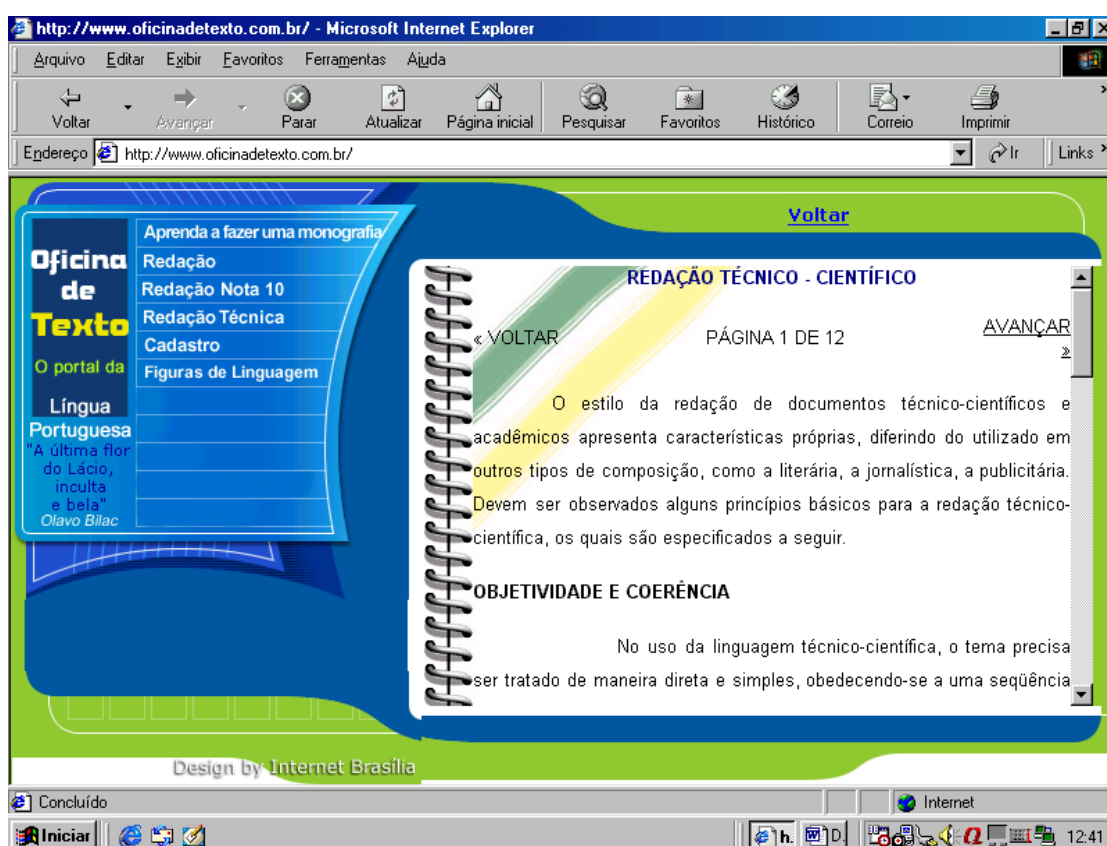 http://www.oficinadetexto.com.br/ - Microsoft Internet Explorer
Arquivo Editar Exibir Favoritos Ferramentas Ajuda
Voltar Avançar Parar Atualizar Página inicial Pesquisar Favoritos Histórico Correio Imprimir
Endereço http://www.oficinadetexto.com.br/ Ir Links
Oficina
de
Texto
O portal da
Língua
Portuguesa
"A última flor
do Lácio,
inculta
e bela"
Olavo Bilac
Aprenda a fazer uma monografia
Redação
Redação Nota 10
Redação Técnica
Cadastro
Figuras de Linguagem
Voltar
REDAÇÃO TÉCNICO - CIENTÍFICO
« VOLTAR PÁGINA 1 DE 12 AVANÇAR
»
O estilo da redação de documentos técnico-científicos e
acadêmicos apresenta características próprias, diferindo do utilizado em
outros tipos de composição, como a literária, a jornalística, a publicitária.
Devem ser observados alguns princípios básicos para a redação técnico-
científica, os quais são especificados a seguir.
OBJETIVIDADE E COERÊNCIA
No uso da linguagem técnico-científica, o tema precisa
ser tratado de maneira direta e simples, obedecendo-se a uma seqüência
Design by Internet Brasília
Concluído Internet
Iniciar h. D. 12:41